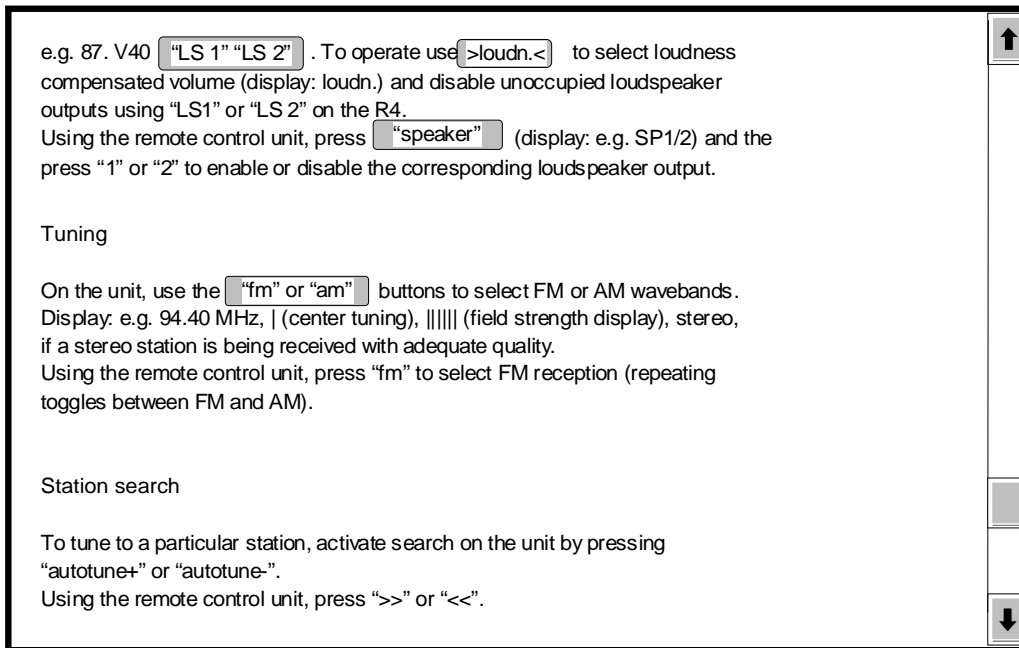 e.g. 87. V40 “LS 1” “LS 2” . To operate use >loudn.< to select loudness
compensated volume (display: loudn.) and disable unoccupied loudspeaker
outputs using “LS1” or “LS 2” on the R4.
Using the remote control unit, press “speaker” (display: e.g. SP1/2) and the
press “1” or “2” to enable or disable the corresponding loudspeaker output.
Tuning
On the unit, use the “fm” or “am” buttons to select FM or AM wavebands.
Display: e.g. 94.40 MHz, | (center tuning), |||||| (field strength display), stereo,
if a stereo station is being received with adequate quality.
Using the remote control unit, press “fm” to select FM reception (repeating
toggles between FM and AM).
Station search
To tune to a particular station, activate search on the unit by pressing
“autotune+” or “autotune-”.
Using the remote control unit, press “>>” or “<<”.